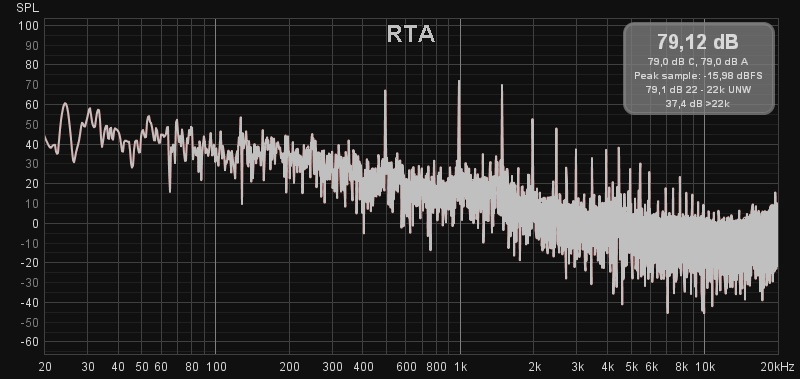 SPL
RTA
100
90
80
70
60
50
40
30
20
10
0
-10
-20
-30
-40
-50
-60
79,12 dB
79,0 dB C, 79,0 dB A
Peak sample: -15,98 dBFS
79,1 dB 22 - 22k UNW
37,4 dB >22k
20 30 40 50 60 80 100 200 300 400 600 800 1k 2k 3k 4k 5k 6k 8k 10k 20kHz